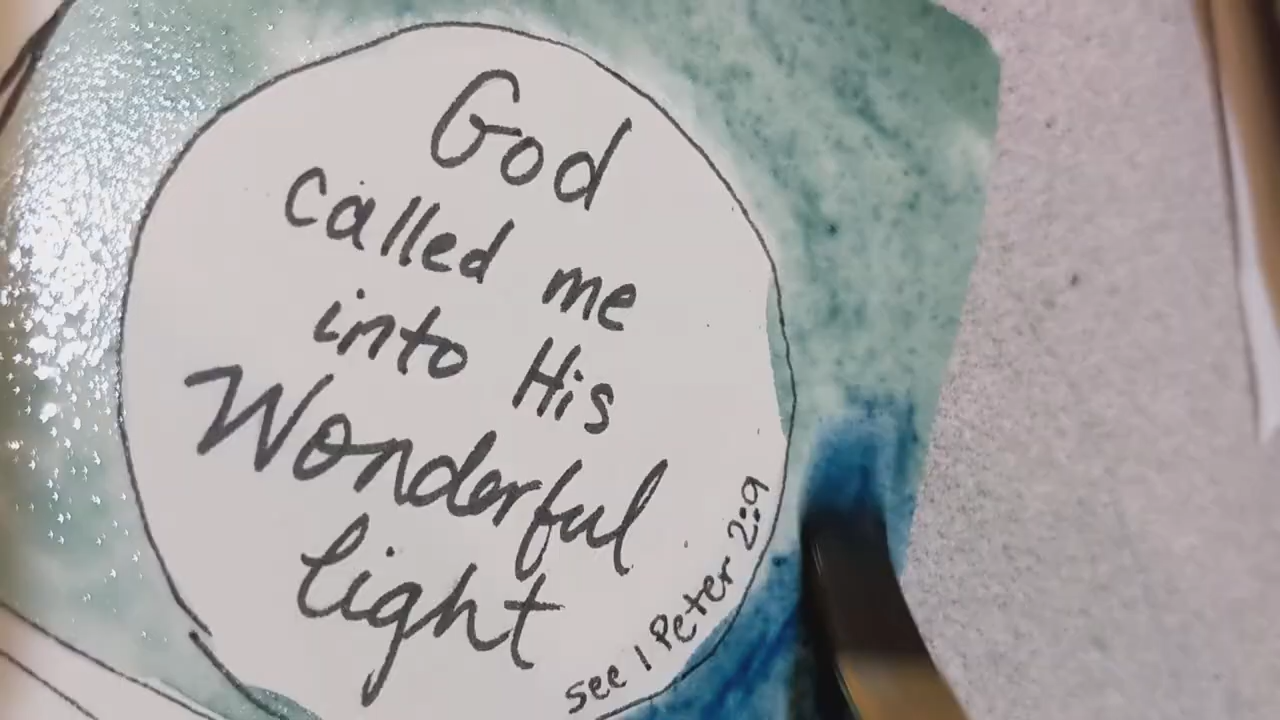 God
called me
into His
Wonderful
light
see 1 Peter 2:9